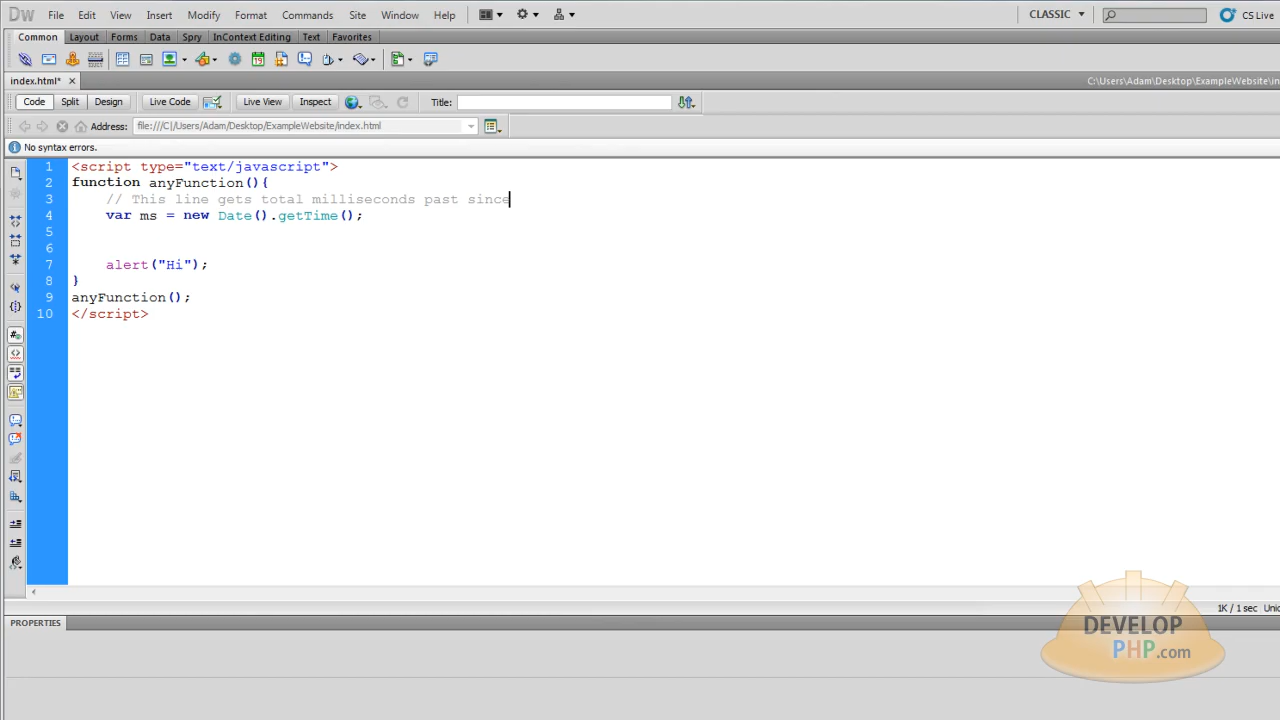 Dw File Edit View Insert Modify Format Commands Site Window Help CLASSIC CS Live
Common Layout Forms Data Spry InContext Editing Text Favorites
index.html* C:\Users\Adam\Desktop\ExampleWebsite\in
Code Split Design Live Code Live View Inspect Title:
Address: file:///C|/Users/Adam/Desktop/ExampleWebsite/index.html
No syntax errors.
1 <script type="text/javascript">
2 function anyFunction(){
3 // This line gets total milliseconds past since
4 var ms = new Date().getTime();
5
6
7 alert("Hi");
8 }
9 anyFunction();
10 </script>
1K / 1 sec Unic
PROPERTIES
DEVELOP
PHP.com